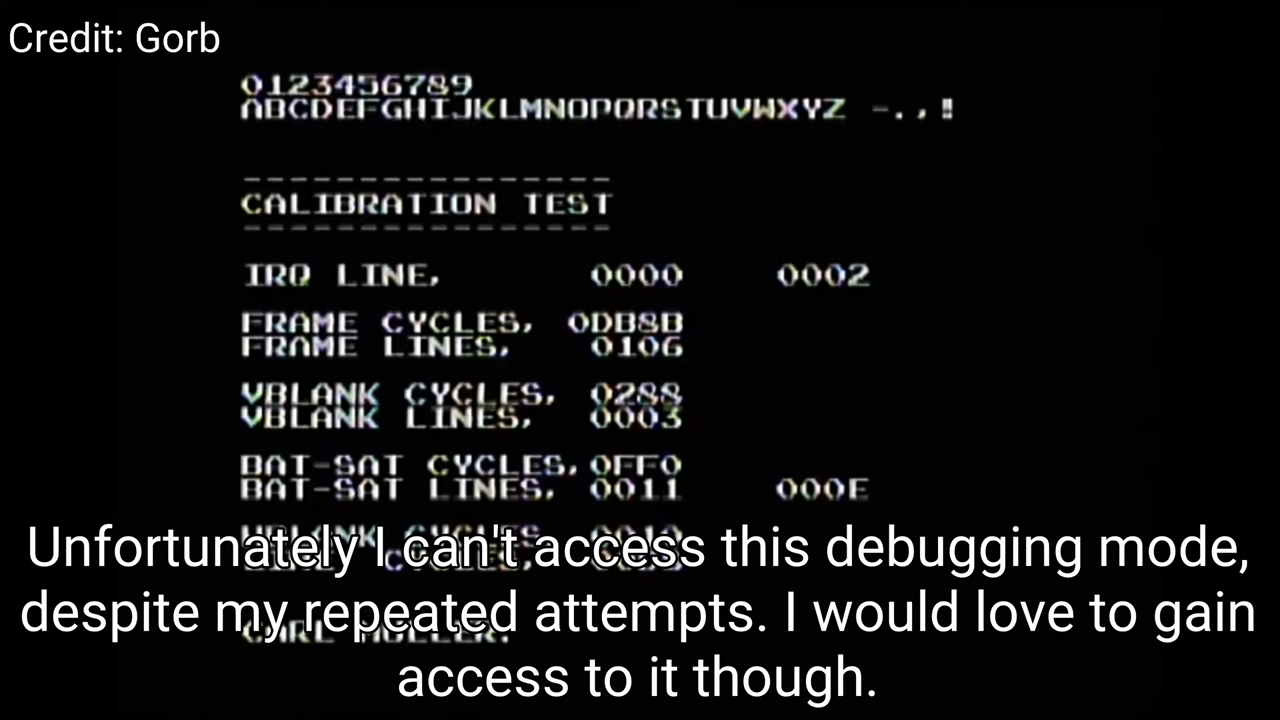 Credit: Gorb
0123456789
ABCDEFGHIJKLMNOPQRSTUVWXYZ -.,!
----------------
CALIBRATION TEST
----------------
IRQ LINE, 0000 0002
FRAME CYCLES, 0DB8B
FRAME LINES, 0106
VBLANK CYCLES, 0288
VBLANK LINES, 0003
BAT-SAT CYCLES, 0FF0
BAT-SAT LINES, 0011 000E
CYCLES,
Unfortunately I can't access this debugging mode,
despite my repeated attempts. I would love to gain
access to it though.